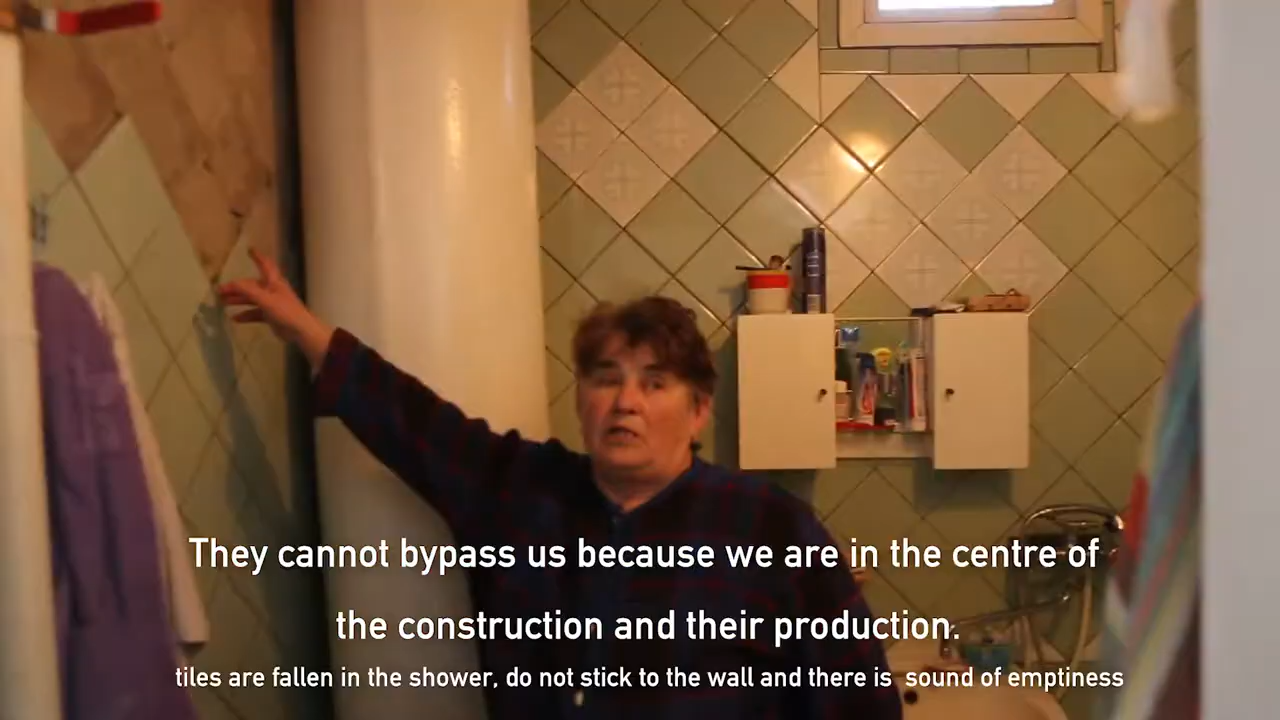 They cannot bypass us because we are in the centre of
the construction and their production.
tiles are fallen in the shower, do not stick to the wall and there is  sound of emptiness